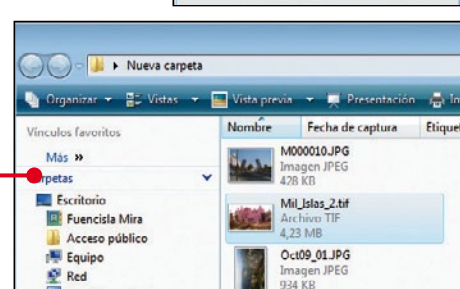 Nueva carpeta
Organizar Vistas Vista previa Presentación
Vínculos favoritos
Más »
Nombre Fecha de captura
Escritorio
Fuencisla Mira
Acceso público
Equipo
Red
M000010.JPG
Imagen JPEG
428 KB
Mil_Islas_2.tif
Archivo TIF
4,23 MB
Oct09_01.JPG
Imagen JPEG
934 KB